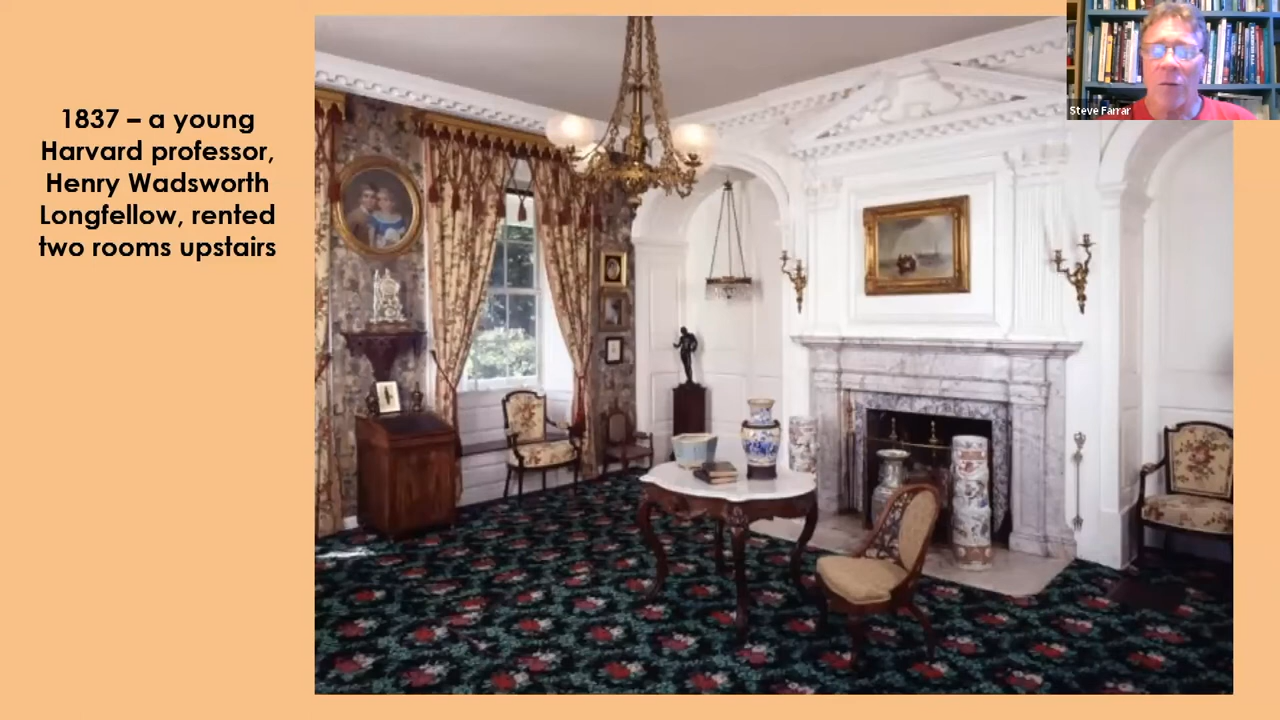 1837 – a young
Harvard professor,
Henry Wadsworth
Longfellow, rented
two rooms upstairs
Steve Farrar